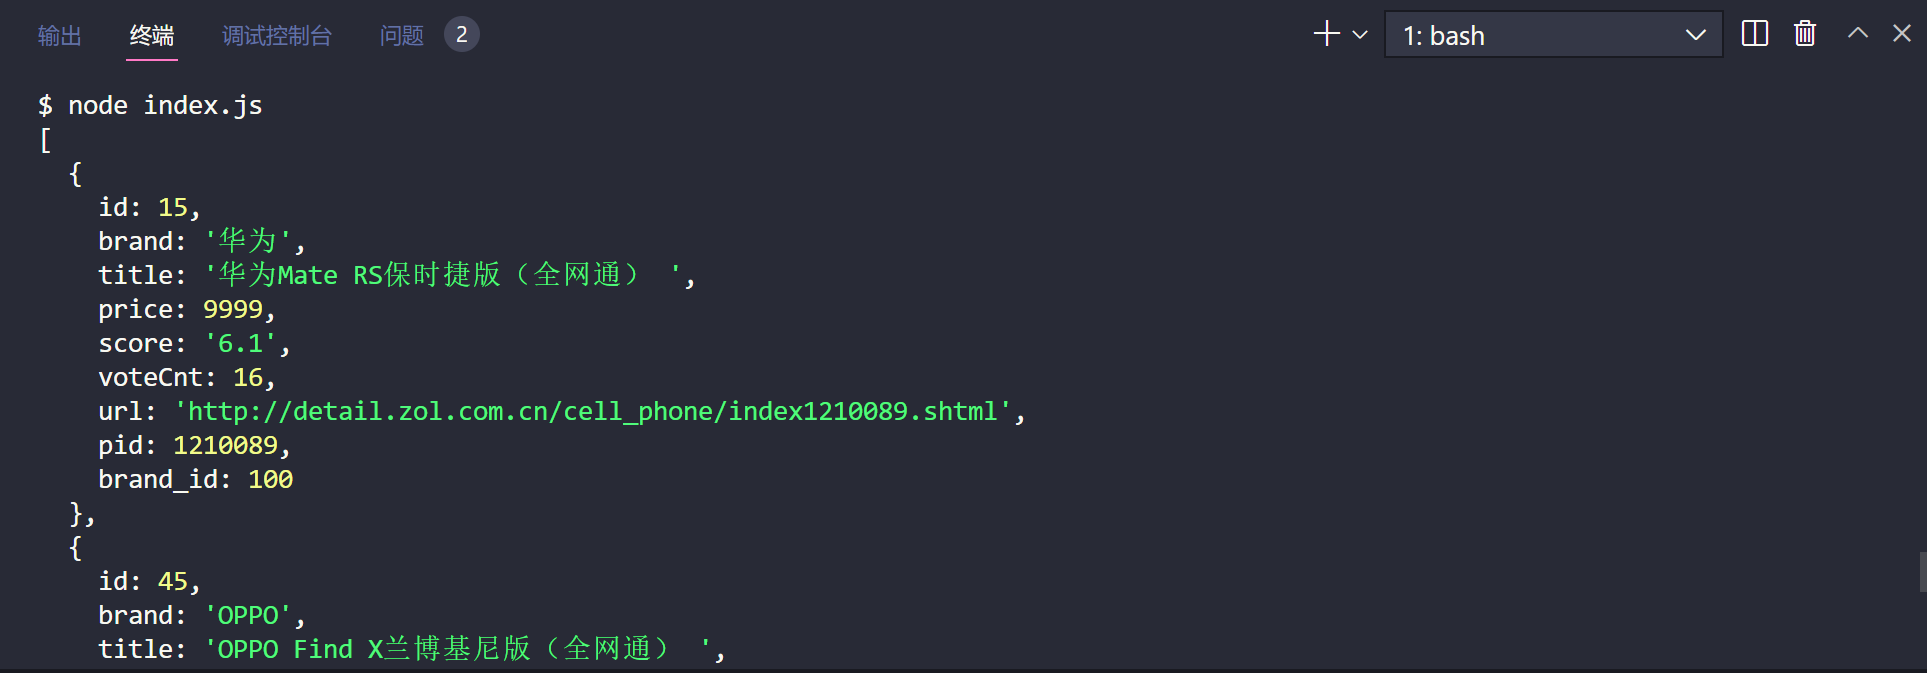 输出 终端 调试控制台 问题 2 1: bash
$ node index.js
[
  {
    id: 15,
    brand: '华为',
    title: '华为Mate RS保时捷版（全网通） ',
    price: 9999,
    score: '6.1',
    voteCnt: 16,
    url: 'http://detail.zol.com.cn/cell_phone/index1210089.shtml',
    pid: 1210089,
    brand_id: 100
  },
  {
    id: 45,
    brand: 'OPPO',
    title: 'OPPO Find X兰博基尼版（全网通） ',